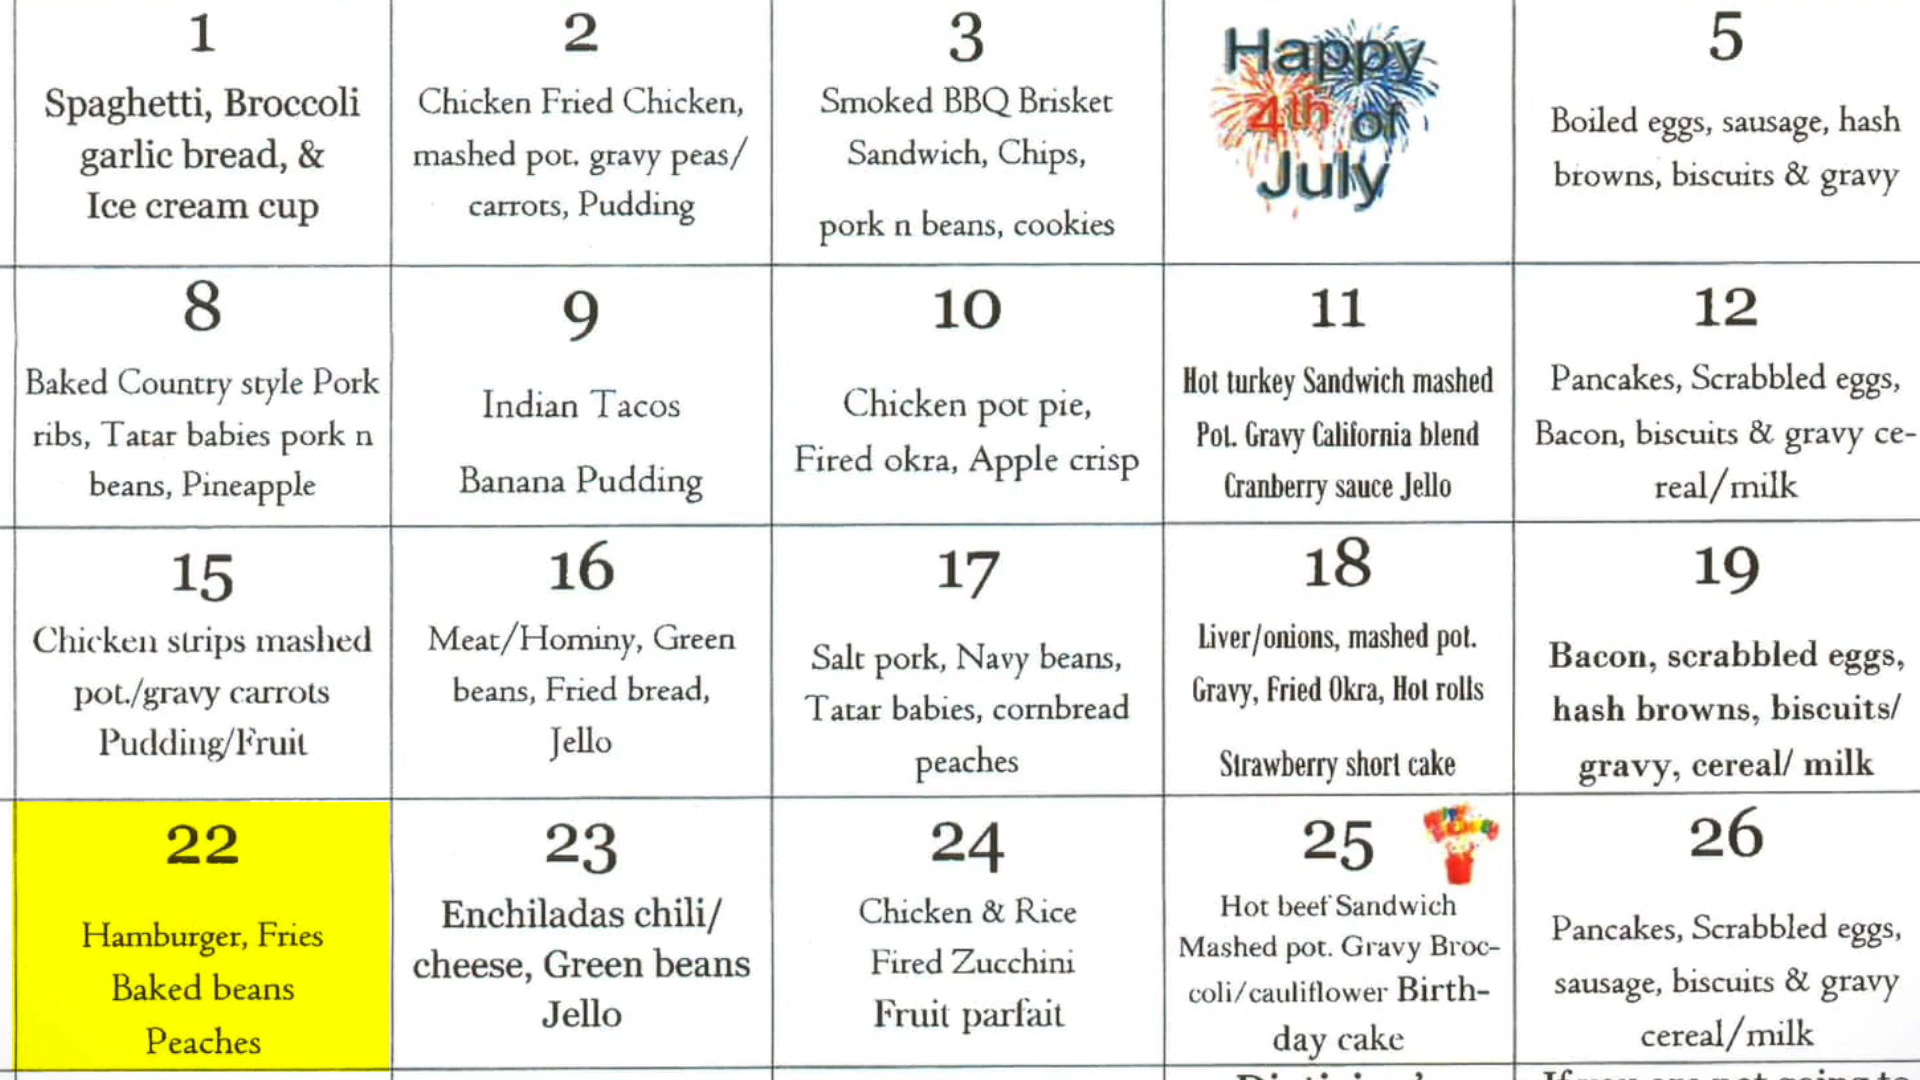 1
Spaghetti, Broccoli
garlic bread, &
Ice cream cup
2
Chicken Fried Chicken,
mashed pot. gravy peas/
carrots, Pudding
3
Smoked BBQ Brisket
Sandwich, Chips,
pork n beans, cookies
Happy
4th of
July
5
Boiled eggs, sausage, hash
browns, biscuits & gravy
8
Baked Country style Pork
ribs, Tatar babies pork n
beans, Pineapple
9
Indian Tacos
Banana Pudding
10
Chicken pot pie,
Fired okra, Apple crisp
11
Hot turkey Sandwich mashed
Pot. Gravy California blend
Cranberry sauce Jello
12
Pancakes, Scrabbled eggs,
Bacon, biscuits & gravy ce-
real/milk
15
Chicken strips mashed
pot./gravy carrots
Pudding/Fruit
16
Meat/Hominy, Green
beans, Fried bread,
Jello
17
Salt pork, Navy beans,
Tatar babies, cornbread
peaches
18
Liver/onions, mashed pot.
Gravy, Fried Okra, Hot rolls
Strawberry short cake
19
Bacon, scrabbled eggs,
hash browns, biscuits/
gravy, cereal/ milk
22
Hamburger, Fries
Baked beans
Peaches
23
Enchiladas chili/
cheese, Green beans
Jello
24
Chicken & Rice
Fired Zucchini
Fruit parfait
25
Hot beef Sandwich
Mashed pot. Gravy Broc-
coli/cauliflower Birth-
day cake
26
Pancakes, Scrabbled eggs,
sausage, biscuits & gravy
cereal/milk